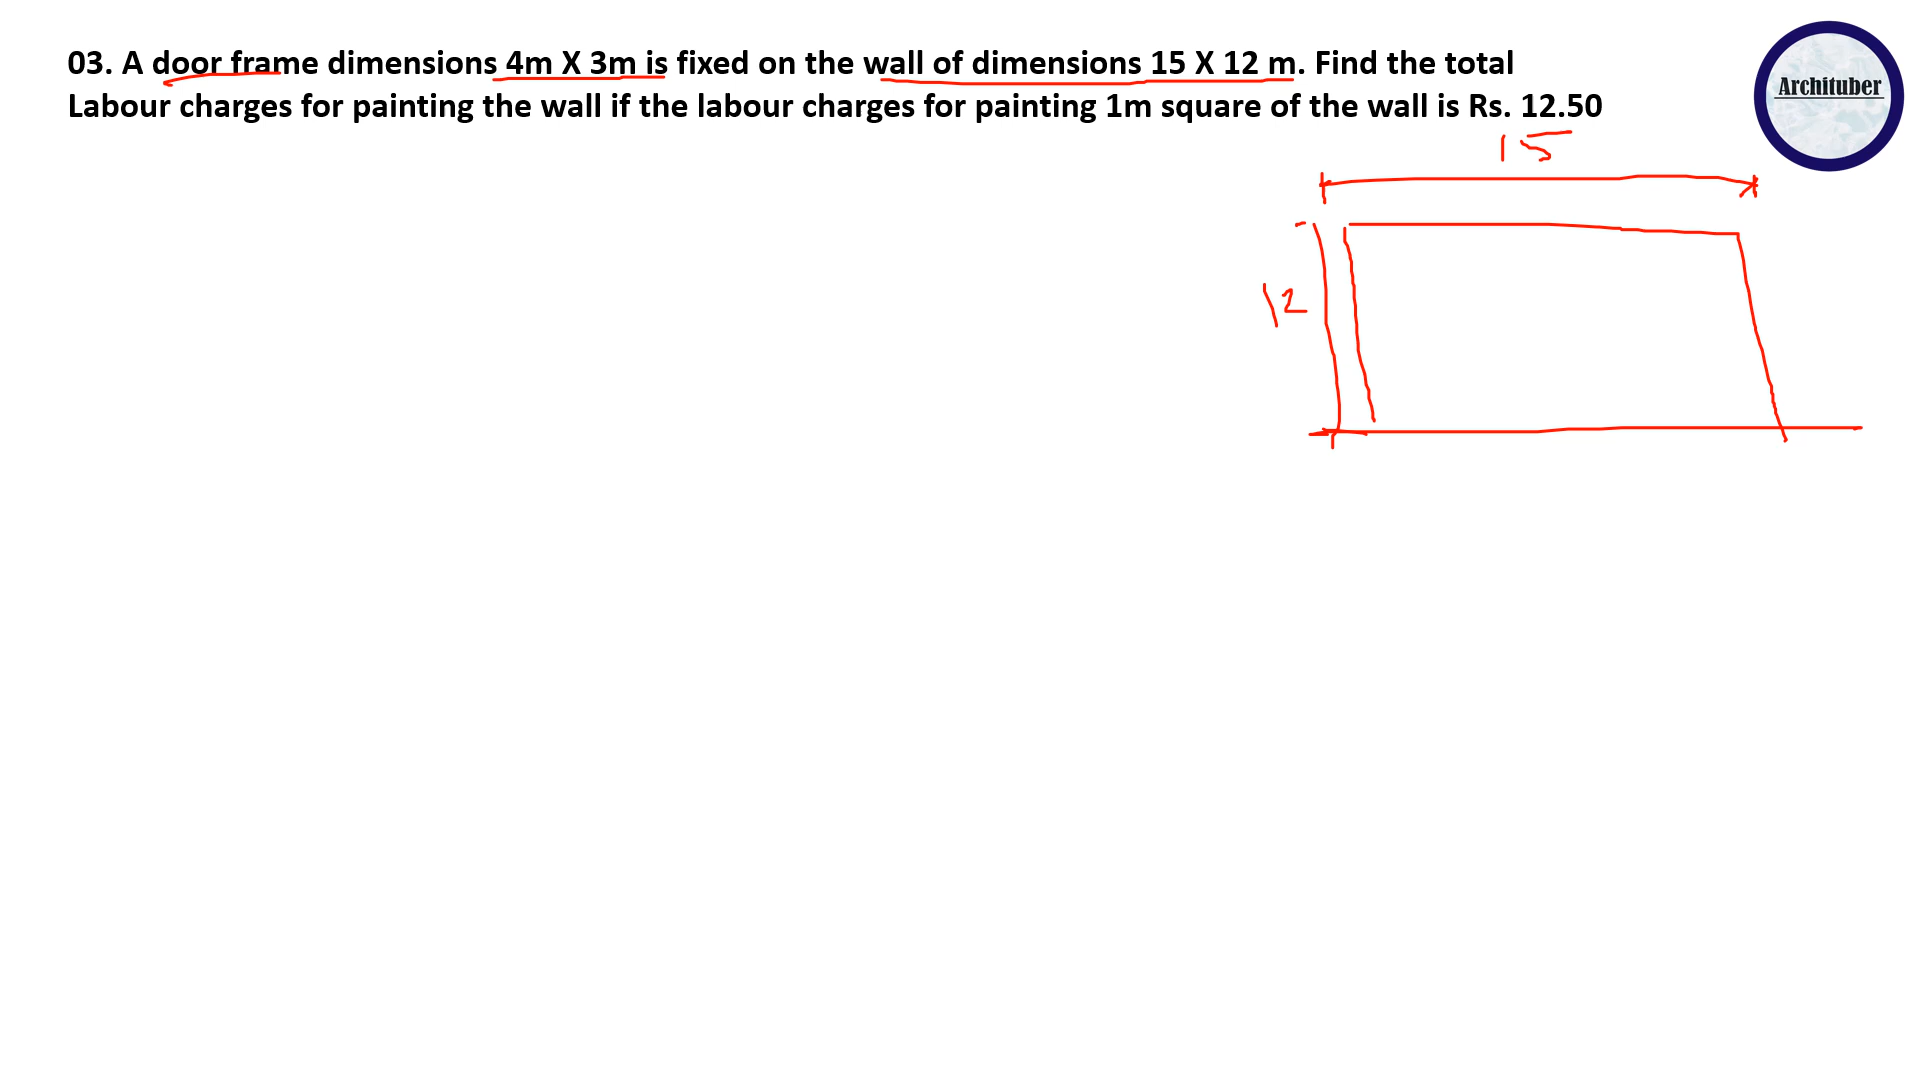 03. A door frame dimensions 4m X 3m is fixed on the wall of dimensions 15 X 12 m. Find the total
Labour charges for painting the wall if the labour charges for painting 1m square of the wall is Rs. 12.50
Archituber
15
12